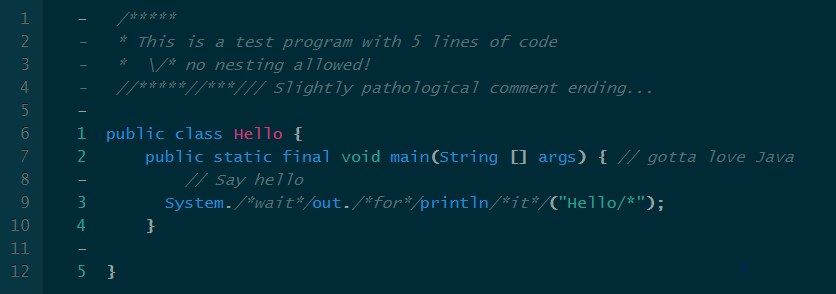 1 – /*****
2 – * This is a test program with 5 lines of code
3 – *  \/* no nesting allowed!
4 – //*****//***/// Slightly pathological comment ending...
5 –
6 1 public class Hello {
7 2     public static final void main(String [] args) { // gotta love Java
8 –         // Say hello
9 3       System./*wait*/out./*for*/println/*it*/("Hello/*");
10 4     }
11 –
12 5 }